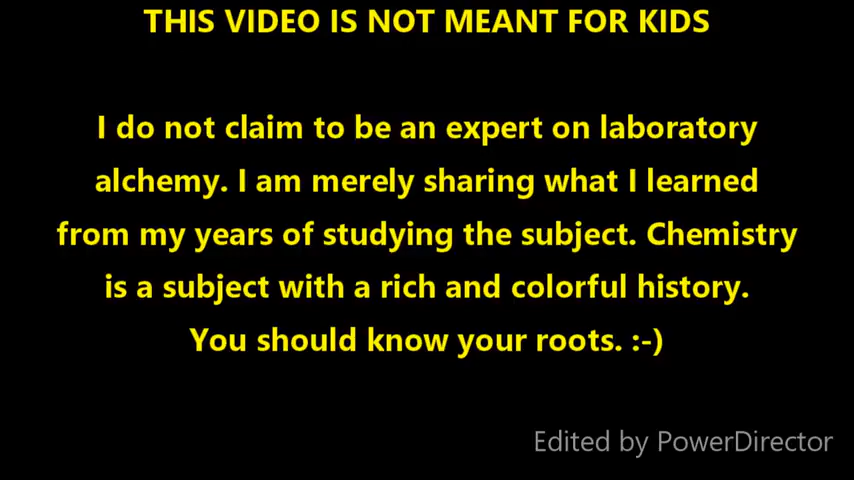 THIS VIDEO IS NOT MEANT FOR KIDS
I do not claim to be an expert on laboratory
alchemy. I am merely sharing what I learned
from my years of studying the subject. Chemistry
is a subject with a rich and colorful history.
You should know your roots. :-)
Edited by PowerDirector